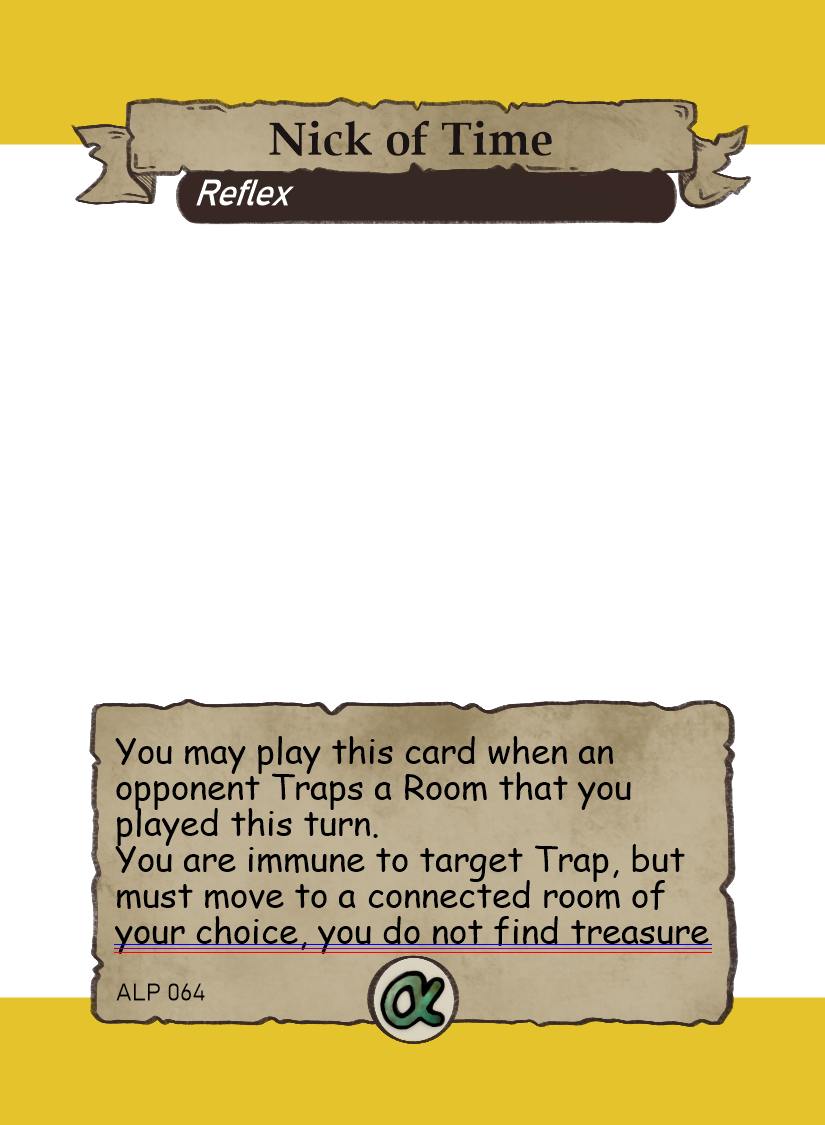 Nick of Time
Reflex
You may play this card when an
opponent Traps a Room that you
played this turn.
You are immune to target Trap, but
must move to a connected room of
your choice, you do not find treasure
ALP 064
α